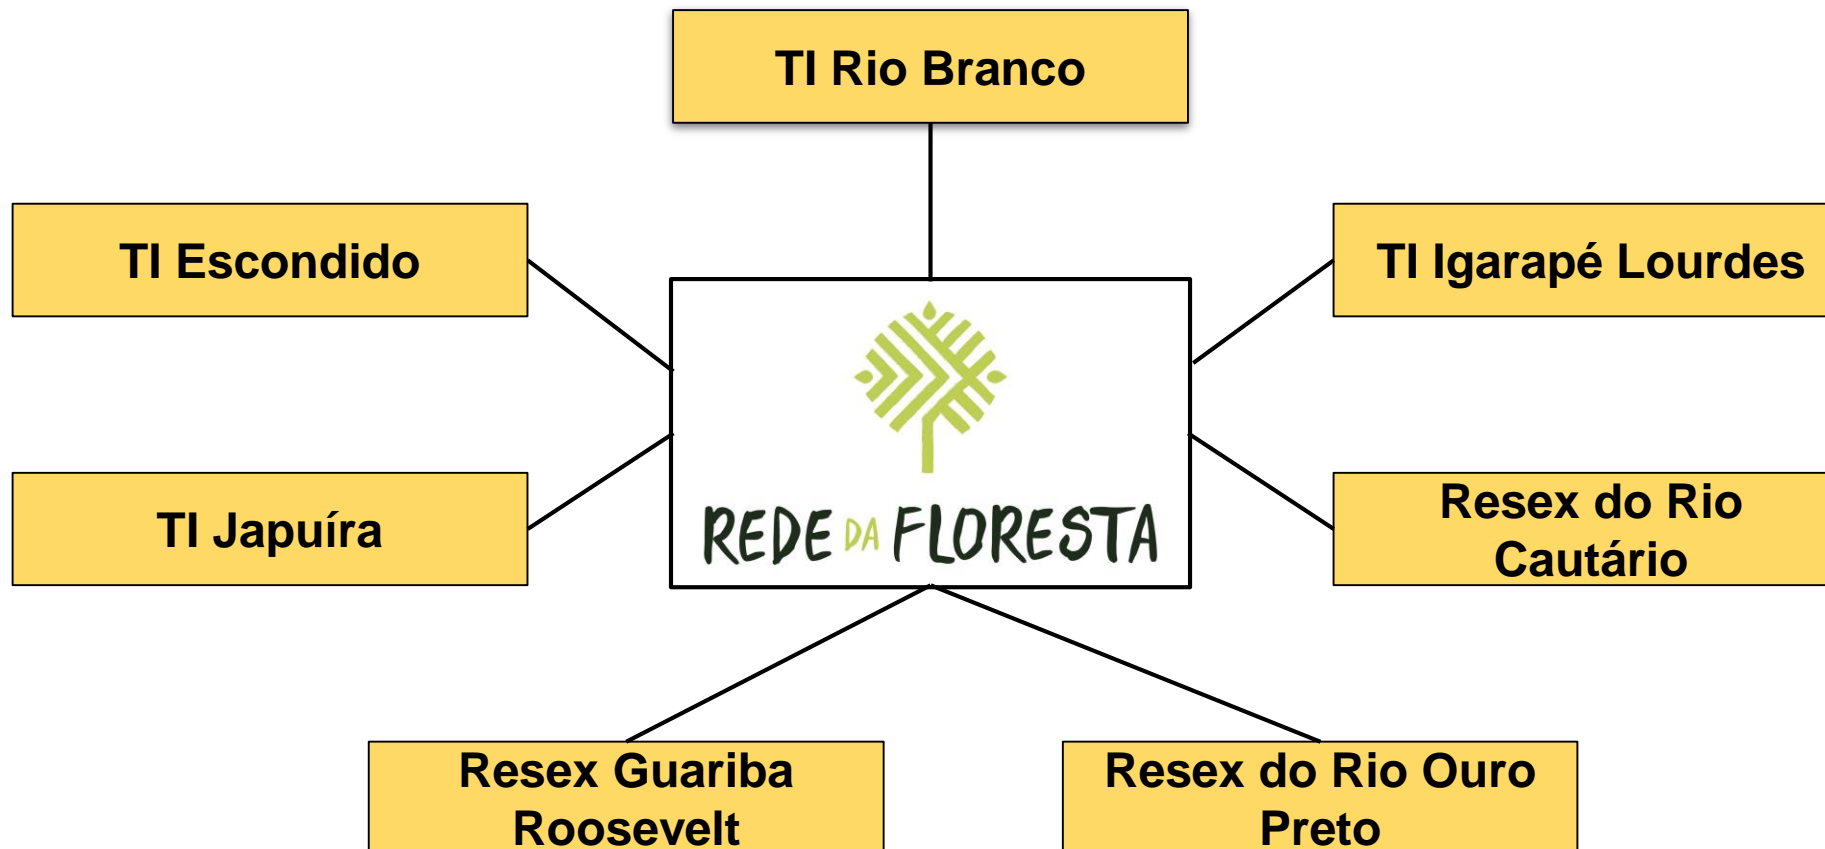 TI Rio Branco
TI Escondido
TI Igarapé Lourdes
REDE DA FLORESTA
TI Japuíra
Resex do Rio
Cautário
Resex Guariba
Roosevelt
Resex do Rio Ouro
Preto